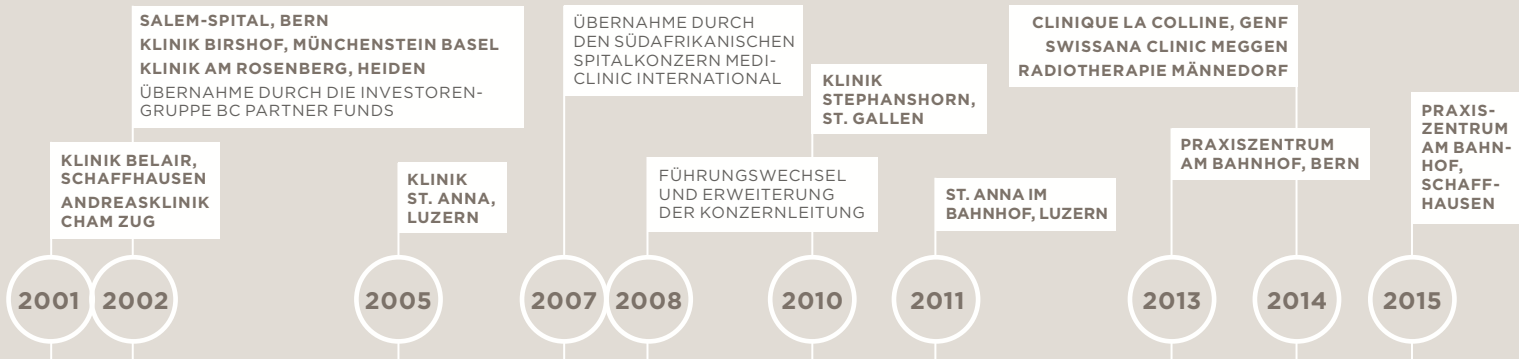 SALEM-SPITAL, BERN
KLINIK BIRSHOF, MÜNCHENSTEIN BASEL
KLINIK AM ROSENBERG, HEIDEN
ÜBERNAHME DURCH DIE INVESTOREN-
GRUPPE BC PARTNER FUNDS
ÜBERNAHME DURCH
DEN SÜDAFRIKANISCHEN
SPITALKONZERN MEDI-
CLINIC INTERNATIONAL
CLINIQUE LA COLLINE, GENF
SWISSANA CLINIC MEGGEN
RADIOTHERAPIE MÄNNEDORF
KLINIK
STEPHANSHORN,
ST. GALLEN
PRAXIS-
ZENTRUM
AM BAHN-
HOF,
SCHAFF-
HAUSEN
KLINIK BELAIR,
SCHAFFHAUSEN
ANDREASKLINIK
CHAM ZUG
KLINIK
ST. ANNA,
LUZERN
FÜHRUNGSWECHSEL
UND ERWEITERUNG
DER KONZERNLEITUNG
ST. ANNA IM
BAHNHOF, LUZERN
PRAXISZENTRUM
AM BAHNHOF, BERN
2001
2002
2005
2007
2008
2010
2011
2013
2014
2015